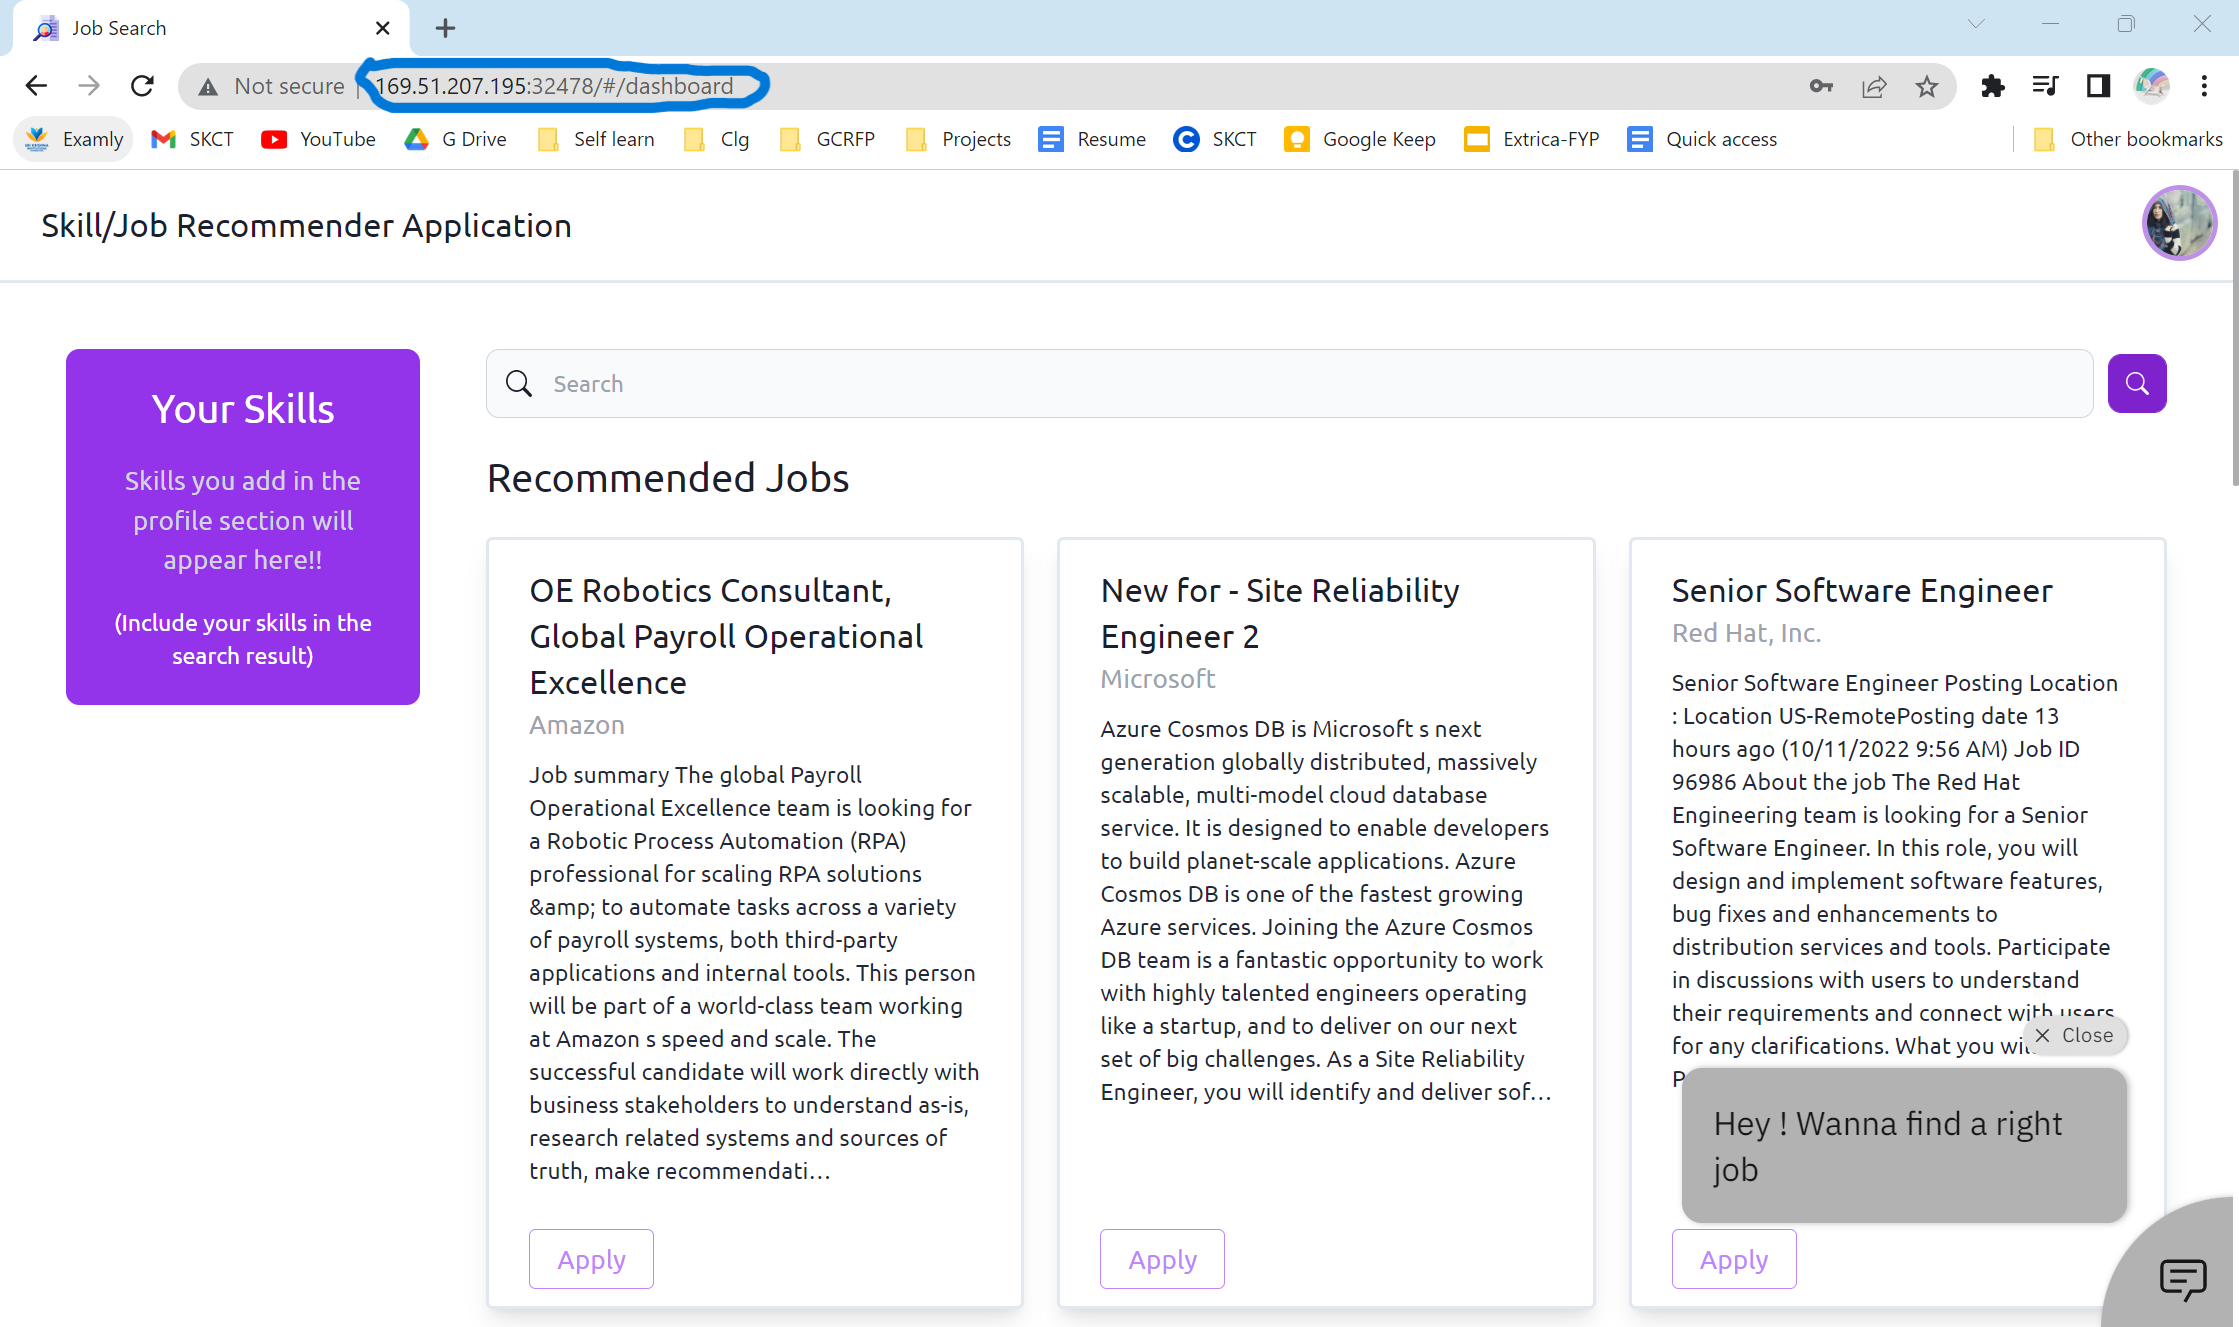 Job Search
Not secure
169.51.207.195:32478/#/dashboard
Examly
SKCT
YouTube
G Drive
Self learn
Clg
GCRFP
Projects
Resume
SKCT
Google Keep
Extrica-FYP
Quick access
Other bookmarks
Skill/Job Recommender Application
Your Skills
Skills you add in the
profile section will
appear here!!
(Include your skills in the
search result)
Search
Recommended Jobs
OE Robotics Consultant,
Global Payroll Operational
Excellence
Amazon
Job summary The global Payroll
Operational Excellence team is looking for
a Robotic Process Automation (RPA)
professional for scaling RPA solutions
&amp; to automate tasks across a variety
of payroll systems, both third-party
applications and internal tools. This person
will be part of a world-class team working
at Amazon s speed and scale. The
successful candidate will work directly with
business stakeholders to understand as-is,
research related systems and sources of
truth, make recommendati...
Apply
New for - Site Reliability
Engineer 2
Microsoft
Azure Cosmos DB is Microsoft s next
generation globally distributed, massively
scalable, multi-model cloud database
service. It is designed to enable developers
to build planet-scale applications. Azure
Cosmos DB is one of the fastest growing
Azure services. Joining the Azure Cosmos
DB team is a fantastic opportunity to work
with highly talented engineers operating
like a startup, and to deliver on our next
set of big challenges. As a Site Reliability
Engineer, you will identify and deliver sof...
Apply
Senior Software Engineer
Red Hat, Inc.
Senior Software Engineer Posting Location
: Location US-RemotePosting date 13
hours ago (10/11/2022 9:56 AM) Job ID
96986 About the job The Red Hat
Engineering team is looking for a Senior
Software Engineer. In this role, you will
design and implement software features,
bug fixes and enhancements to
distribution services and tools. Participate
in discussions with users to understand
their requirements and connect with users
for any clarifications. What you
Close
Hey ! Wanna find a right
job
Apply